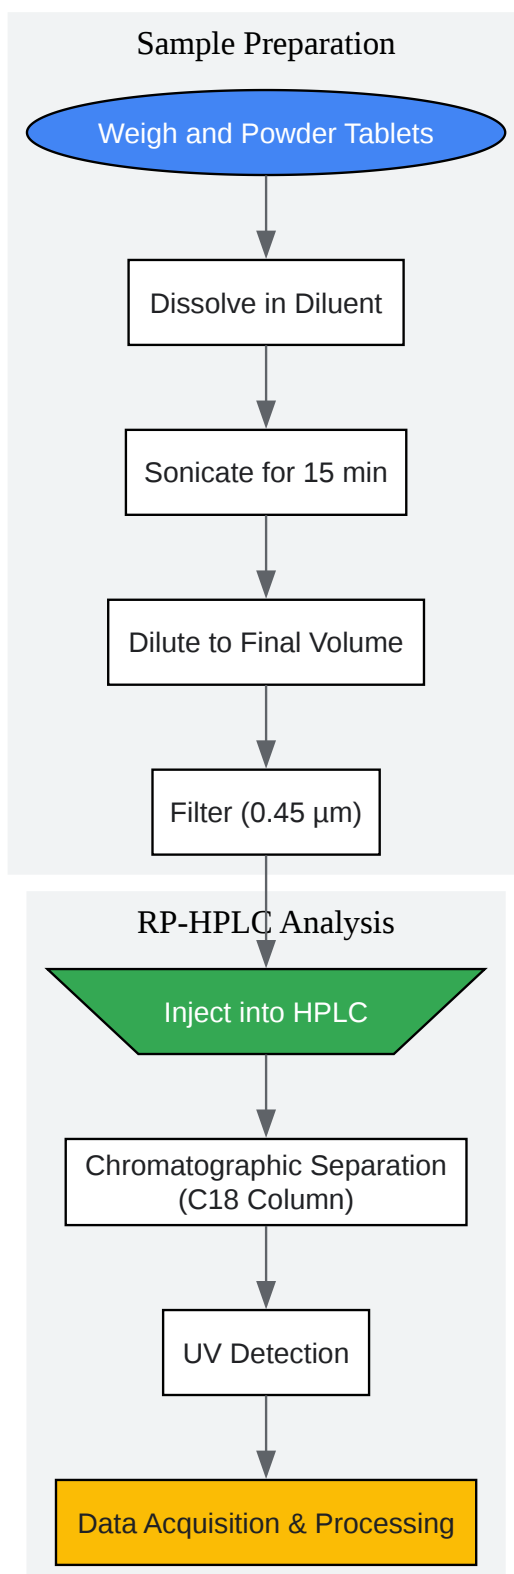 Sample Preparation
Weigh and Powder Tablets
Dissolve in Diluent
Sonicate for 15 min
Dilute to Final Volume
Filter (0.45 µm)
RP-HPLC Analysis
Inject into HPLC
Chromatographic Separation
(C18 Column)
UV Detection
Data Acquisition & Processing